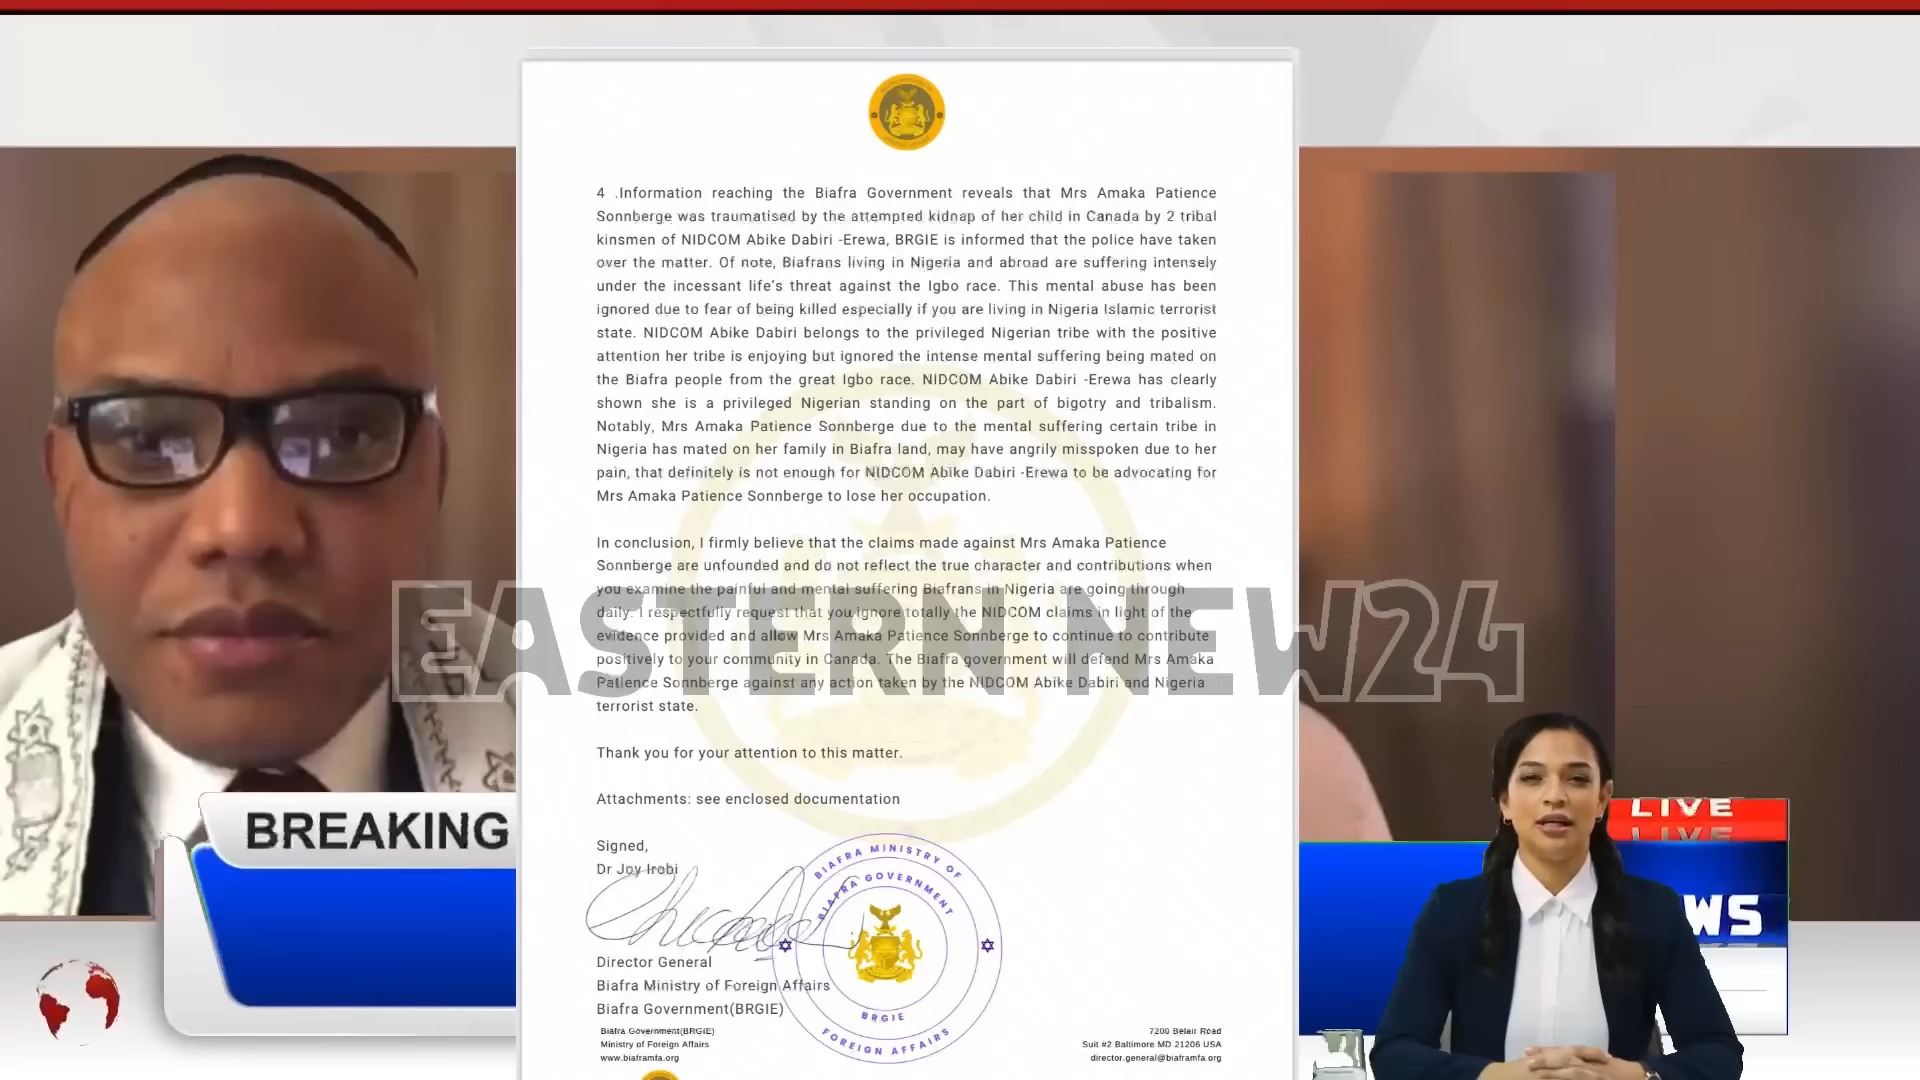 4 .Information reaching the Biafra Government reveals that Mrs Amaka Patience
Sonnberge was traumatised by the attempted kidnap of her child in Canada by 2 tribal
kinsmen of NIDCOM Abike Dabiri -Erewa, BRGIE is informed that the police have taken
over the matter. Of note, Biafrans living in Nigeria and abroad are suffering intensely
under the incessant life's threat against the Igbo race. This mental abuse has been
ignored due to fear of being killed especially if you are living in Nigeria Islamic terrorist
state. NIDCOM Abike Dabiri belongs to the privileged Nigerian tribe with the positive
attention her tribe is enjoying but ignored the intense mental suffering being mated on
the Biafra people from the great Igbo race. NIDCOM Abike Dabiri -Erewa has clearly
shown she is a privileged Nigerian standing on the part of bigotry and tribalism.
Notably, Mrs Amaka Patience Sonnberge due to the mental suffering certain tribe in
Nigeria has mated on her family in Biafra land, may have angrily misspoken due to her
pain, that definitely is not enough for NIDCOM Abike Dabiri -Erewa to be advocating for
Mrs Amaka Patience Sonnberge to lose her occupation.
In conclusion, I firmly believe that the claims made against Mrs Amaka Patience
Sonnberge are unfounded and do not reflect the true character and contributions when
you examine the painful and mental suffering Biafrans in Nigeria are going through
daily. I respectfully request that you ignore totally the NIDCOM claims in light of the
evidence provided and allow Mrs Amaka Patience Sonnberge to continue to contribute
positively to your community in Canada. The Biafra government will defend Mrs Amaka
Patience Sonnberge against any action taken by the NIDCOM Abike Dabiri and Nigeria
terrorist state.
EASTERN NEW24
Thank you for your attention to this matter.
Attachments: see enclosed documentation
Signed,
Dr Joy Irobi
Director General
Biafra Ministry of Foreign Affairs
Biafra Government(BRGIE)
BIAFRA MINISTRY OF
FOREIGN AFFAIRS
BIAFRA GOVERNMENT
BRGIE
Biafra Government(BRGIE)
Ministry of Foreign Affairs
www.biaframfa.org
7200 Belair Road
Suit #2 Baltimore MD 21206 USA
director.general@biaframfa.org
BREAKING
LIVE
LIVE
WS